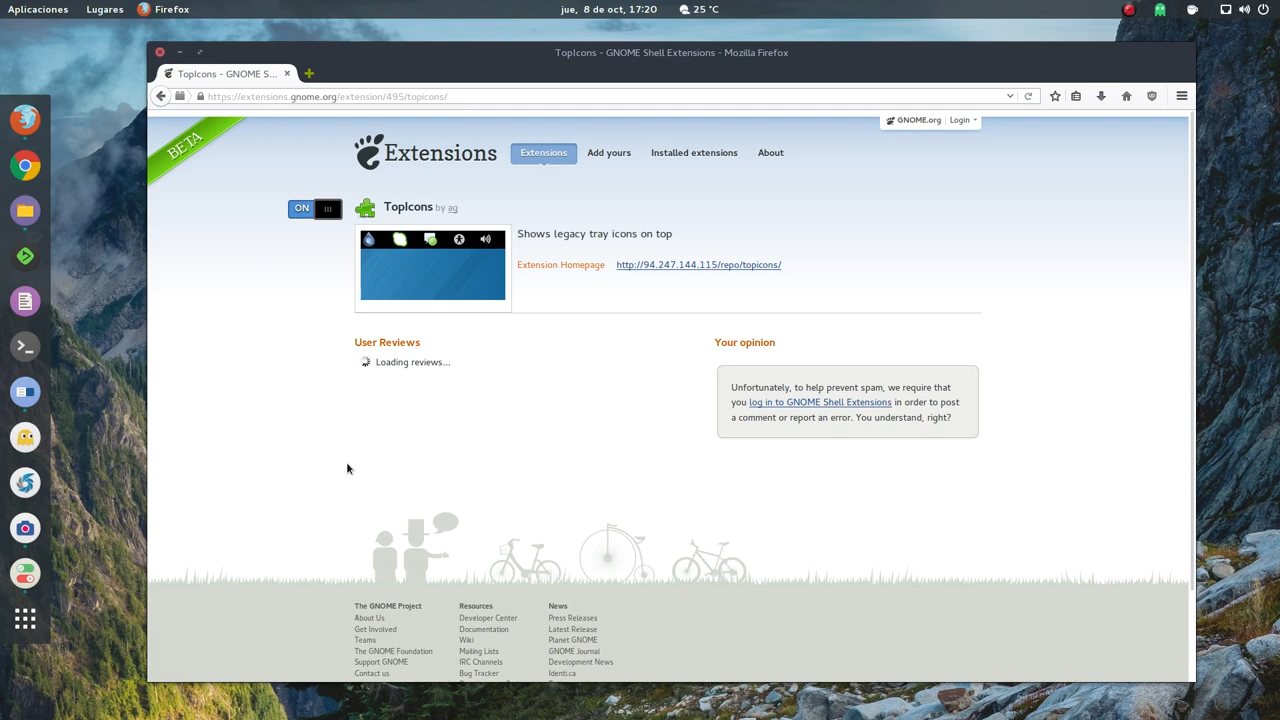 Aplicaciones Lugares Firefox jue, 8 de oct, 17:20 25 °C
TopIcons - GNOME Shell Extensions - Mozilla Firefox
TopIcons - GNOME S...
https://extensions.gnome.org/extension/495/topicons/
GNOME.org Login
BETA
Extensions Extensions Add yours Installed extensions About
ON TopIcons by ag
Shows legacy tray icons on top
Extension Homepage http://94.247.144.115/repo/topicons/
User Reviews
Loading reviews...
Your opinion
Unfortunately, to help prevent spam, we require that
you log in to GNOME Shell Extensions in order to post
a comment or report an error. You understand, right?
The GNOME Project
About Us
Get Involved
Teams
The GNOME Foundation
Support GNOME
Contact us
Resources
Developer Center
Documentation
Wiki
Mailing Lists
IRC Channels
Bug Tracker
News
Press Releases
Latest Release
Planet GNOME
GNOME Journal
Development News
Identi.ca